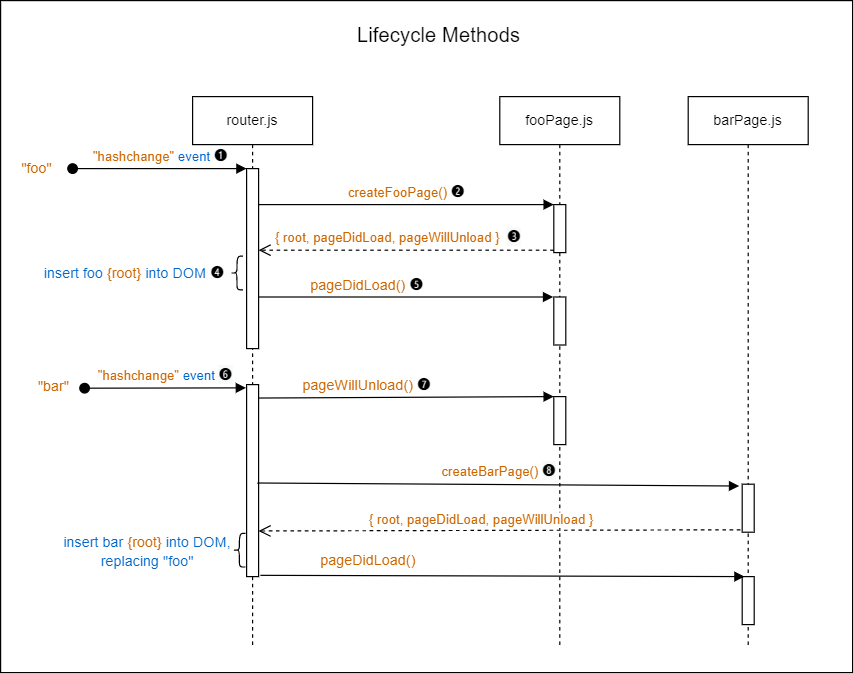 Lifecycle Methods
router.js
fooPage.js
barPage.js
"hashchange" event ❶
"foo"
createFooPage() ❷
{ root, pageDidLoad, pageWillUnload } ❸
insert foo {root} into DOM ❹
pageDidLoad() ❺
"hashchange" event ❻
"bar"
pageWillUnload() ❼
createBarPage() ❽
{ root, pageDidLoad, pageWillUnload }
insert bar {root} into DOM,
replacing "foo"
pageDidLoad()